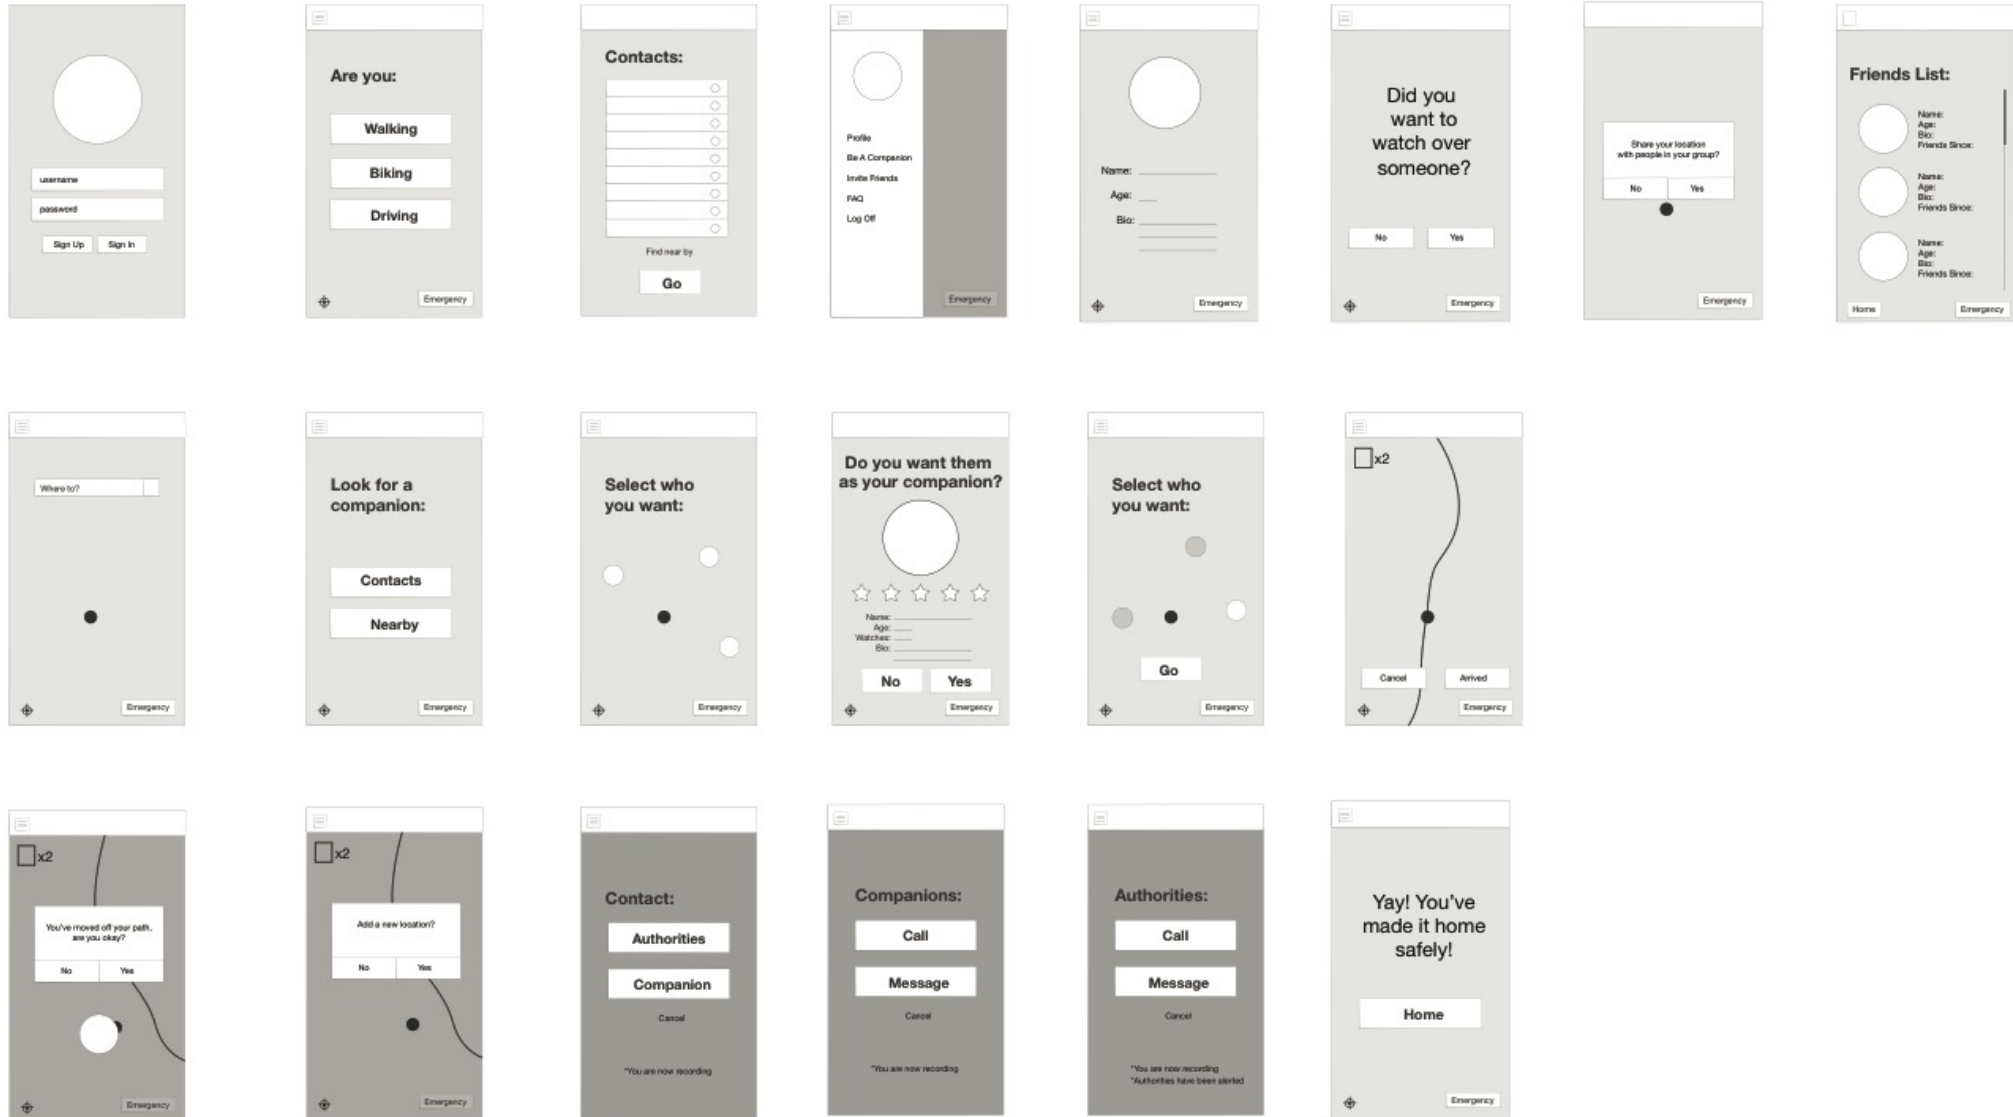 username
password
Sign Up
Sign In
Are you:
Walking
Biking
Driving
Emergency
Contacts:
Find near by
Go
Profile
Be A Companion
Invite Friends
FAQ
Log Off
Emergency
Name:
Age:
Bio:
Emergency
Did you
want to
watch over
someone?
No
Yes
Emergency
Share your location
with people in your group?
No
Yes
Emergency
Friends List:
Name:
Age:
Bio:
Friends Since:
Name:
Age:
Bio:
Friends Since:
Name:
Age:
Bio:
Friends Since:
Home
Emergency
Where to?
Emergency
Look for a
companion:
Contacts
Nearby
Emergency
Select who
you want:
Emergency
Do you want them
as your companion?
Name:
Age:
Watches:
Bio:
No
Yes
Emergency
Select who
you want:
Go
Emergency
x2
Cancel
Arrived
Emergency
x2
You've moved off your path,
are you okay?
No
Yes
Emergency
x2
Add a new location?
No
Yes
Emergency
Contact:
Authorities
Companion
Cancel
*You are now recording
Companions:
Call
Message
Cancel
*You are now recording
Authorities:
Call
Message
Cancel
*You are now recording
*Authorities have been alerted
Yay! You've
made it home
safely!
Home
Emergency